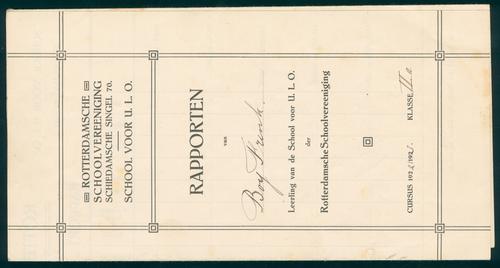 ROTTERDAMSCHE
SCHOOLVEREENIGING
SCHIEDAMSCHE SINGEL 70.
SCHOOL VOOR U. L. O.
RAPPORTEN
van
Boy
Leerling van de School voor U. L. O.
der
Rotterdamsche Schoolvereeniging
CURSUS 192 /192
KLASSE II a